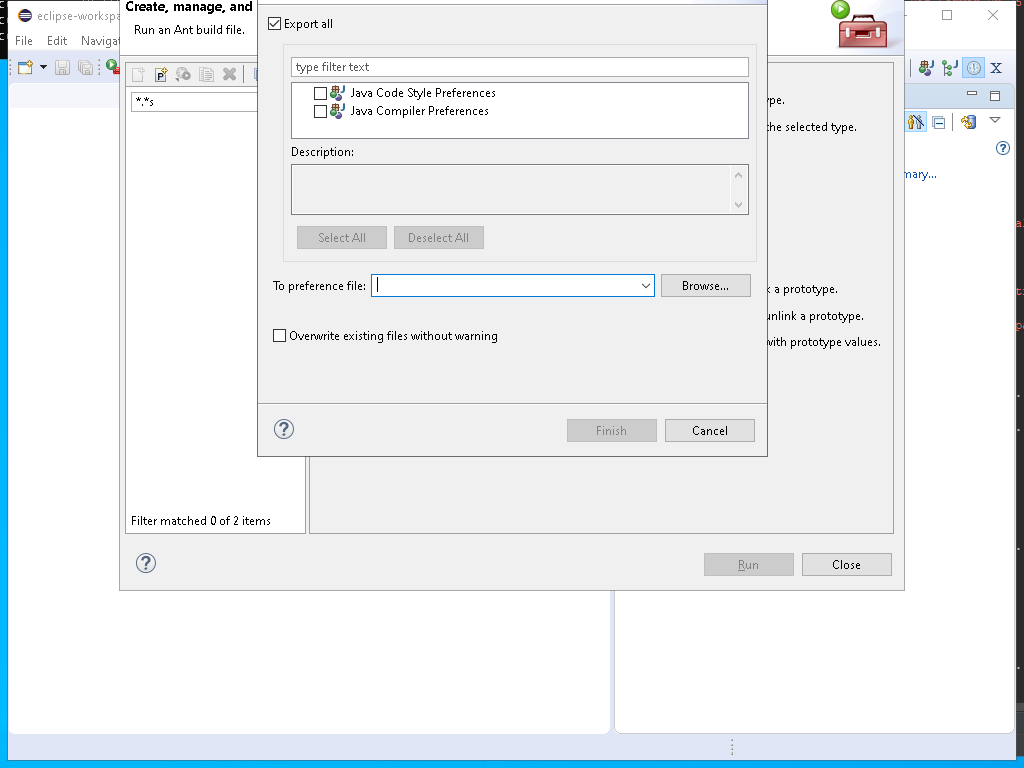 Create, manage, and
eclipse-workspa
Export all
Run an Ant build file.
File Edit Naviga
type filter text
Java Code Style Preferences
*.*s
Java Compiler Preferences
the selected type.
Description:
mary...
Select All
Deselect All
To preference file:
Browse...
a prototype.
unlink a prototype.
Overwrite existing files without warning
with prototype values.
Finish
Cancel
Filter matched 0 of 2 items
Run
Close